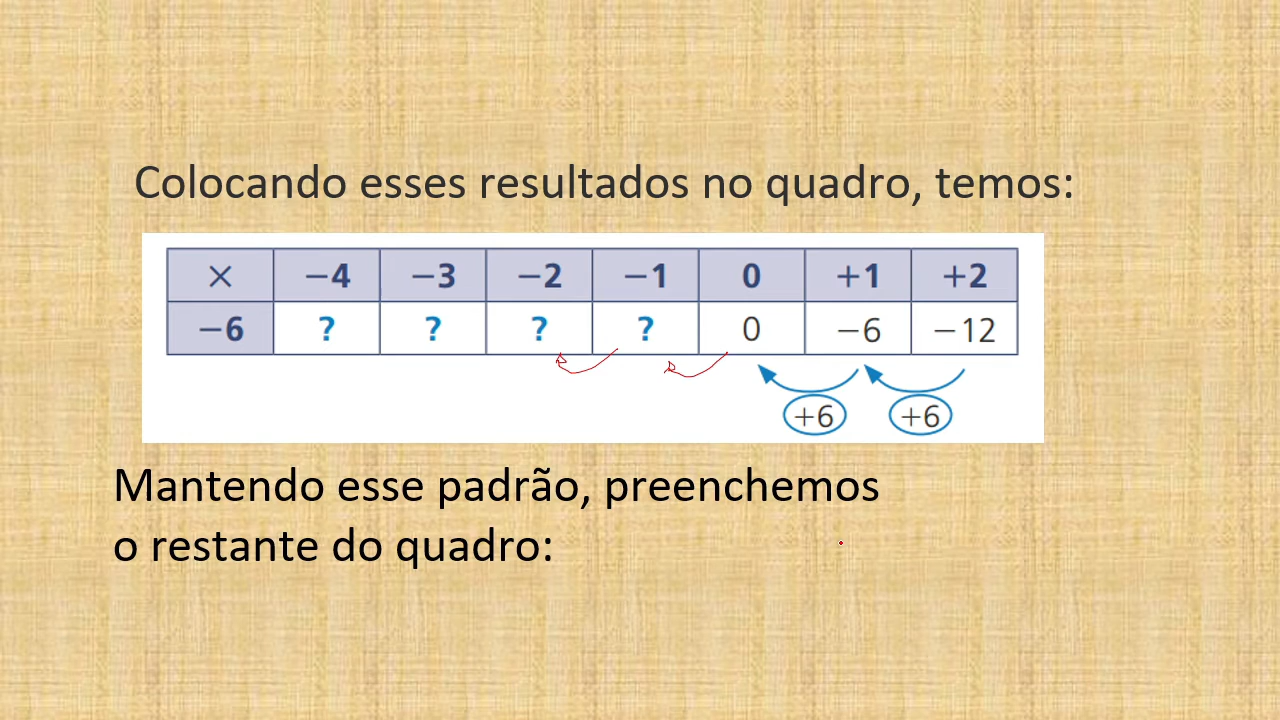 Colocando esses resultados no quadro, temos:
× −4 −3 −2 −1 0 +1 +2
−6 ? ? ? ? 0 −6 −12
+6 +6
Mantendo esse padrão, preenchemos
o restante do quadro: